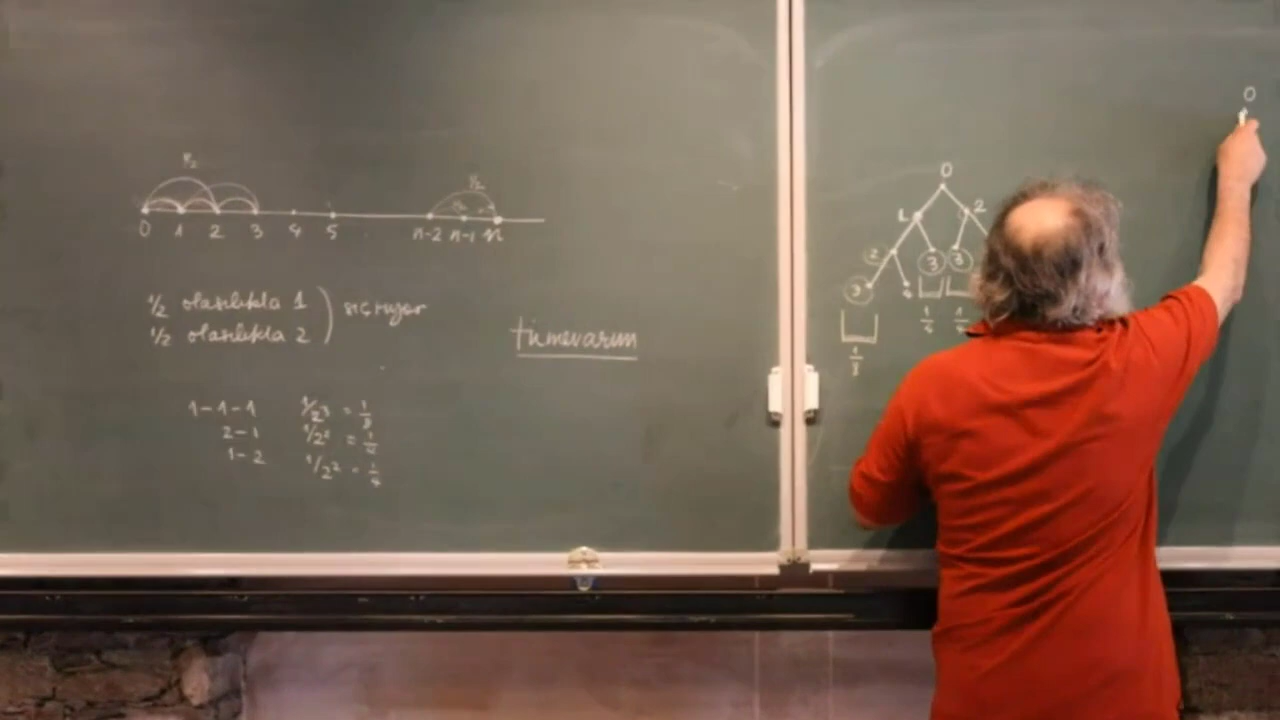 0 1 2 3 4 5 n-2 n-1 n
1/2 olasılıkla 1
1/2 olasılıkla 2
) sıçrıyor
tümevarım
1-1-1 1/2³ = 1/8
2-1 1/2² = 1/4
1-2 1/2² = 1/4
0
1 2
2 3 3
3 4
1/4 1/4
1/8
0